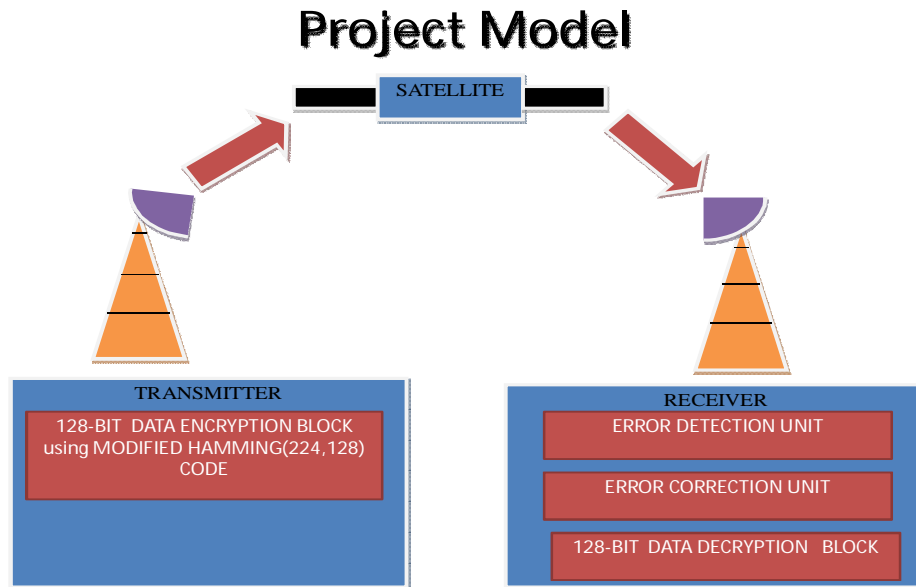 Project Model
SATELLITE
TRANSMITTER
128-BIT DATA ENCRYPTION BLOCK
using MODIFIED HAMMING(224,128)
CODE
RECEIVER
ERROR DETECTION UNIT
ERROR CORRECTION UNIT
128-BIT DATA DECRYPTION BLOCK